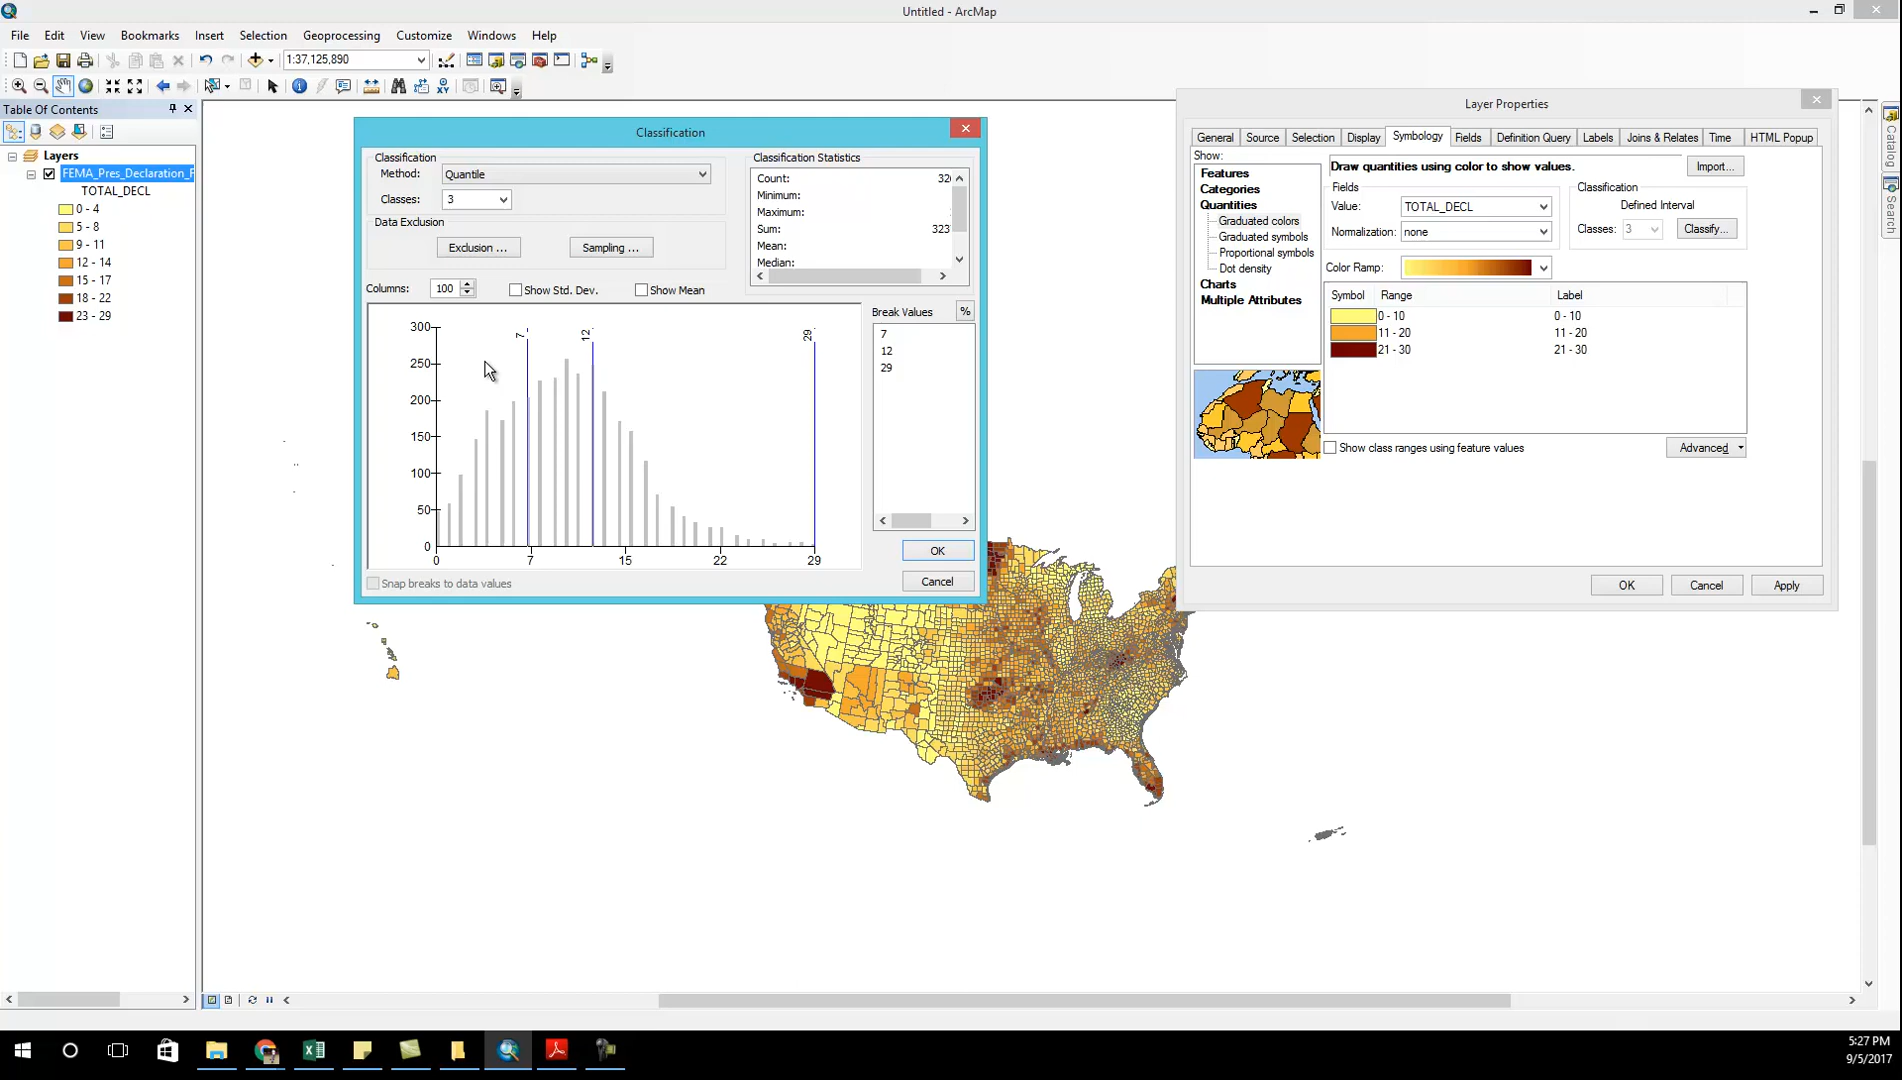 Untitled - ArcMap
File Edit View Bookmarks Insert Selection Geoprocessing Customize Windows Help
1:37,125,890
Table Of Contents
Layers
FEMA_Pres_Declaration_F
TOTAL_DECL
0 - 4
5 - 8
9 - 11
12 - 14
15 - 17
18 - 22
23 - 29
Classification
Classification
Method: Quantile
Classes: 3
Data Exclusion
Exclusion ... Sampling ...
Classification Statistics
Count: 320
Minimum:
Maximum:
Sum: 323
Mean:
Median:
Columns: 100 Show Std. Dev. Show Mean
Break Values %
7
12
29
7 12 29
300
250
200
150
100
50
0
0 7 15 22 29
Snap breaks to data values
OK
Cancel
Layer Properties
General Source Selection Display Symbology Fields Definition Query Labels Joins & Relates Time HTML Popup
Show:
Features
Categories
Quantities
Graduated colors
Graduated symbols
Proportional symbols
Dot density
Charts
Multiple Attributes
Draw quantities using color to show values. Import...
Fields
Value: TOTAL_DECL
Normalization: none
Classification
Defined Interval
Classes: 3 Classify...
Color Ramp:
Symbol Range Label
0 - 10 0 - 10
11 - 20 11 - 20
21 - 30 21 - 30
Show class ranges using feature values Advanced
OK Cancel Apply
Catalog
Search
5:27 PM
9/5/2017